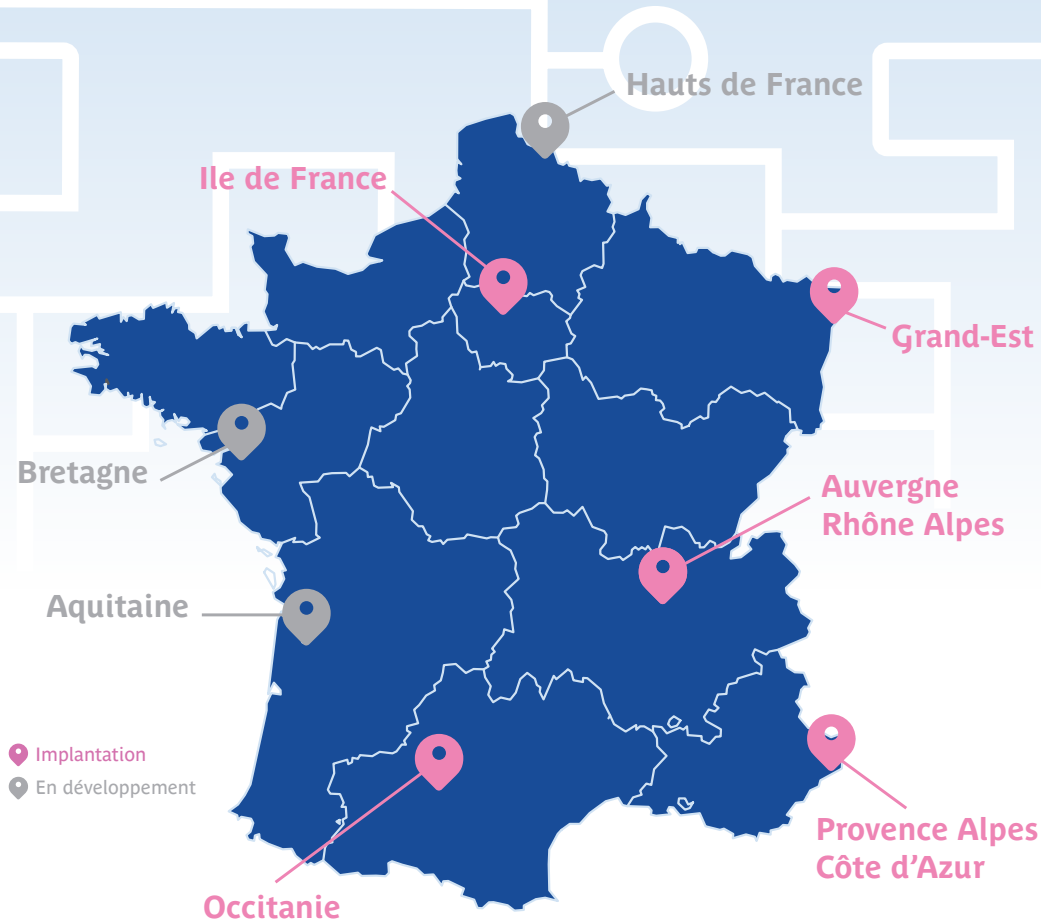 Hauts de France
Ile de France
Grand-Est
Bretagne
Auvergne
Rhône Alpes
Aquitaine
Implantation
En développement
Provence Alpes
Côte d'Azur
Occitanie